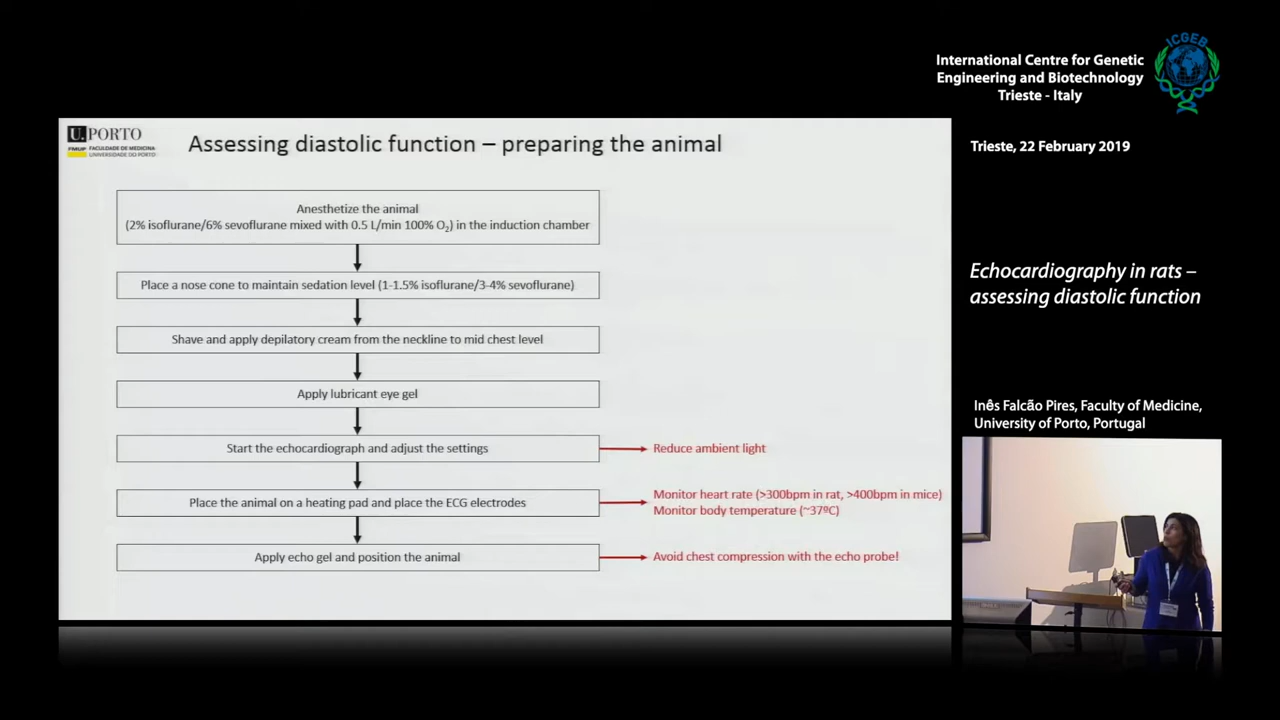 International Centre for Genetic
Engineering and Biotechnology
Trieste - Italy
ICGEB
Trieste, 22 February 2019
U.PORTO
FMUP FACULDADE DE MEDICINA
UNIVERSIDADE DO PORTO
Assessing diastolic function – preparing the animal
Anesthetize the animal
(2% isoflurane/6% sevoflurane mixed with 0.5 L/min 100% O₂) in the induction chamber
Place a nose cone to maintain sedation level (1-1.5% isoflurane/3-4% sevoflurane)
Shave and apply depilatory cream from the neckline to mid chest level
Apply lubricant eye gel
Start the echocardiograph and adjust the settings
Reduce ambient light
Place the animal on a heating pad and place the ECG electrodes
Monitor heart rate (>300bpm in rat, >400bpm in mice)
Monitor body temperature (~37ºC)
Apply echo gel and position the animal
Avoid chest compression with the echo probe!
Echocardiography in rats –
assessing diastolic function
Inês Falcão Pires, Faculty of Medicine,
University of Porto, Portugal